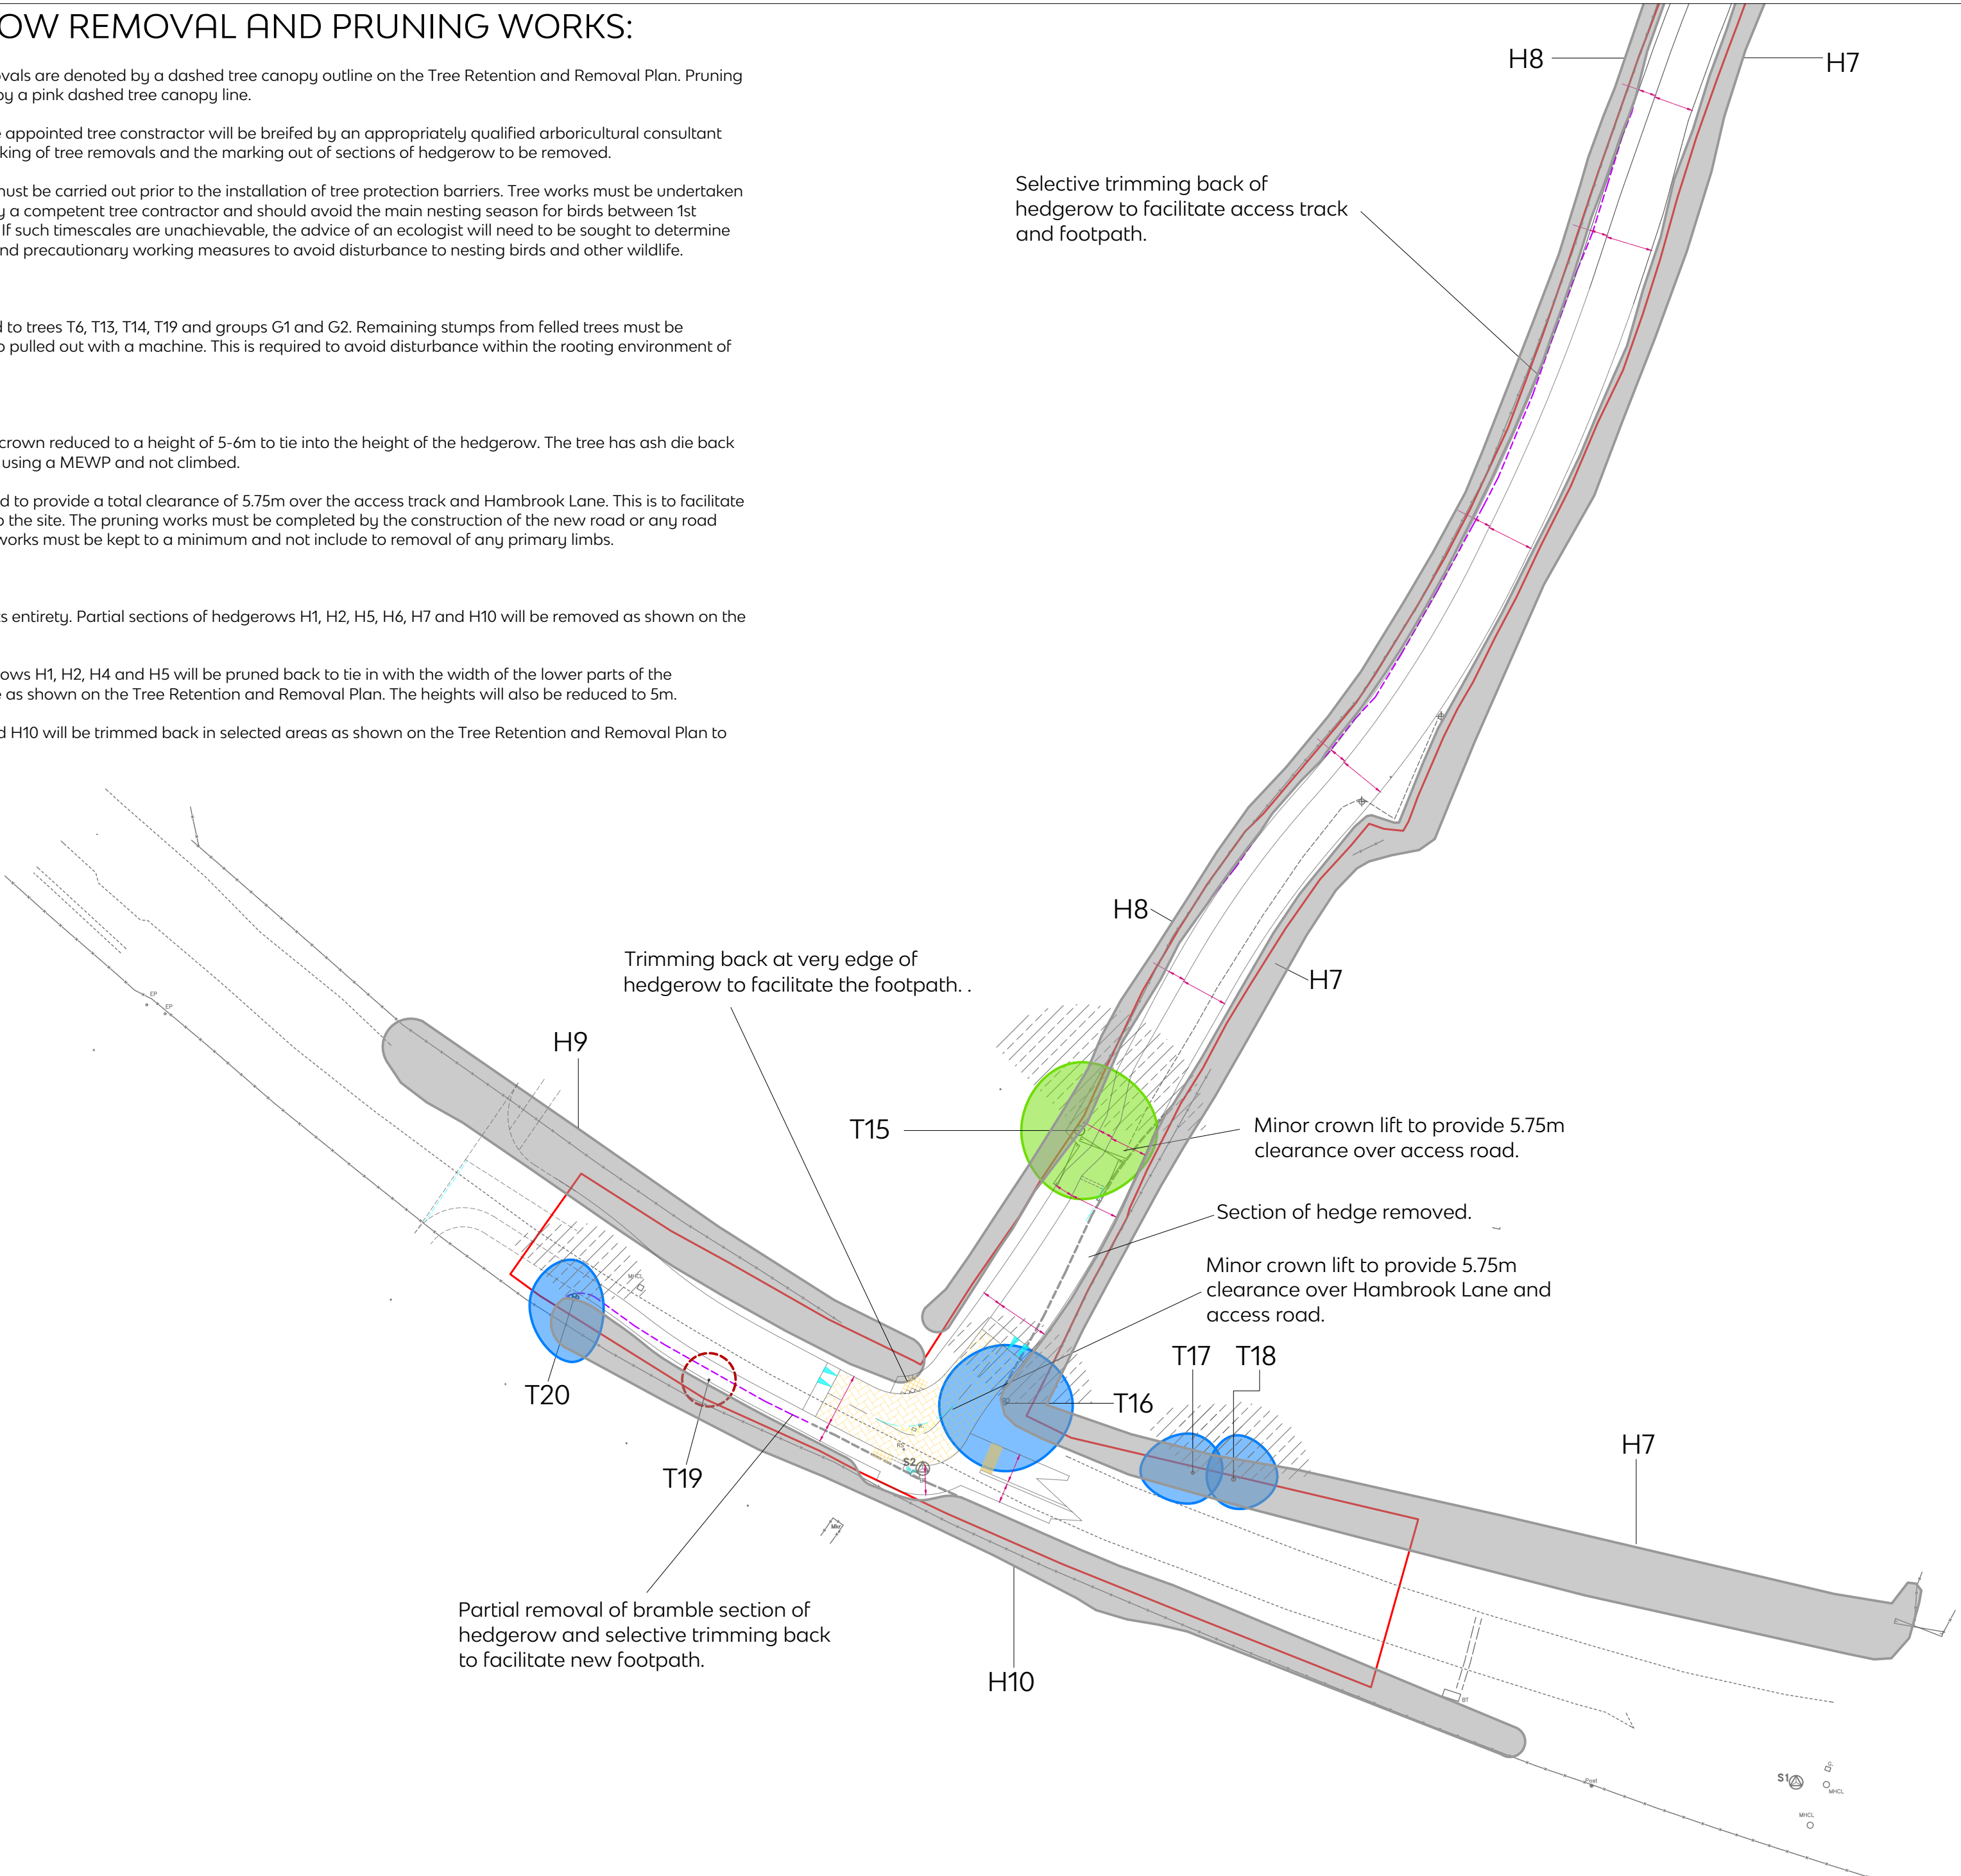 OW REMOVAL AND PRUNING WORKS:
ovals are denoted by a dashed tree canopy outline on the Tree Retention and Removal Plan. Pruning
by a pink dashed tree canopy line.
e appointed tree constractor will be breifed by an appropriately qualified arboricultural consultant
king of tree removals and the marking out of sections of hedgerow to be removed.
must be carried out prior to the installation of tree protection barriers. Tree works must be undertaken
y a competent tree contractor and should avoid the main nesting season for birds between 1st
If such timescales are unachievable, the advice of an ecologist will need to be sought to determine
nd precautionary working measures to avoid disturbance to nesting birds and other wildlife.
d to trees T6, T13, T14, T19 and groups G1 and G2. Remaining stumps from felled trees must be
o pulled out with a machine. This is required to avoid disturbance within the rooting environment of
crown reduced to a height of 5-6m to tie into the height of the hedgerow. The tree has ash die back
using a MEWP and not climbed.
d to provide a total clearance of 5.75m over the access track and Hambrook Lane. This is to facilitate
o the site. The pruning works must be completed by the construction of the new road or any road
works must be kept to a minimum and not include to removal of any primary limbs.
s entirety. Partial sections of hedgerows H1, H2, H5, H6, H7 and H10 will be removed as shown on the
ows H1, H2, H4 and H5 will be pruned back to tie in with the width of the lower parts of the
e as shown on the Tree Retention and Removal Plan. The heights will also be reduced to 5m.
d H10 will be trimmed back in selected areas as shown on the Tree Retention and Removal Plan to
H8
H7
Selective trimming back of
hedgerow to facilitate access track
and footpath.
H8
H7
Trimming back at very edge of
hedgerow to facilitate the footpath. .
EP
EP
H9
T15
Minor crown lift to provide 5.75m
clearance over access road.
Section of hedge removed.
Minor crown lift to provide 5.75m
clearance over Hambrook Lane and
access road.
MHCL
T17
T18
T20
T16
T19
RS
S2
H7
Mkr
Partial removal of bramble section of
hedgerow and selective trimming back
to facilitate new footpath.
H10
BT
Post
S1
MHCL
MHCL